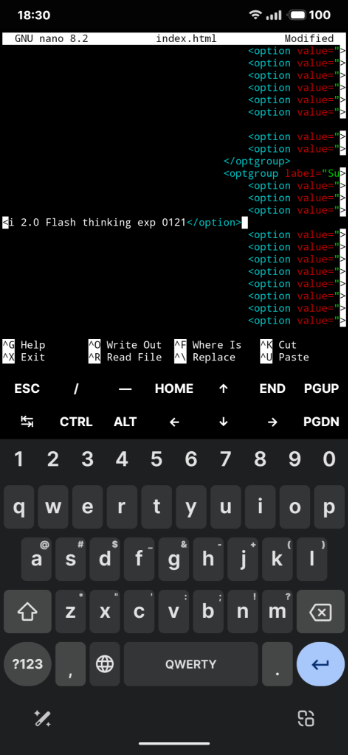 18:30 100
GNU nano 8.2 index.html Modified
<option value=">
<option value=">
<option value=">
<option value=">
<option value=">
<option value=">
<option value=">
</optgroup>
<optgroup label="Su>
<option value=">
<option value=">
<option value=">
<i 2.0 Flash thinking exp 0121</option>
<option value=">
<option value=">
<option value=">
<option value=">
<option value=">
<option value=">
<option value=">
<option value=">
^G Help ^O Write Out ^F Where Is ^K Cut
^X Exit ^R Read File ^\ Replace ^U Paste
ESC / — HOME ↑ END PGUP
↹ CTRL ALT ← ↓ → PGDN
1 2 3 4 5 6 7 8 9 0
q w e r t y u i o p
@ # $ _ & - + ( )
a s d f g h j k l
* " ' : ; ! ?
z x c v b n m
?123 , QWERTY .